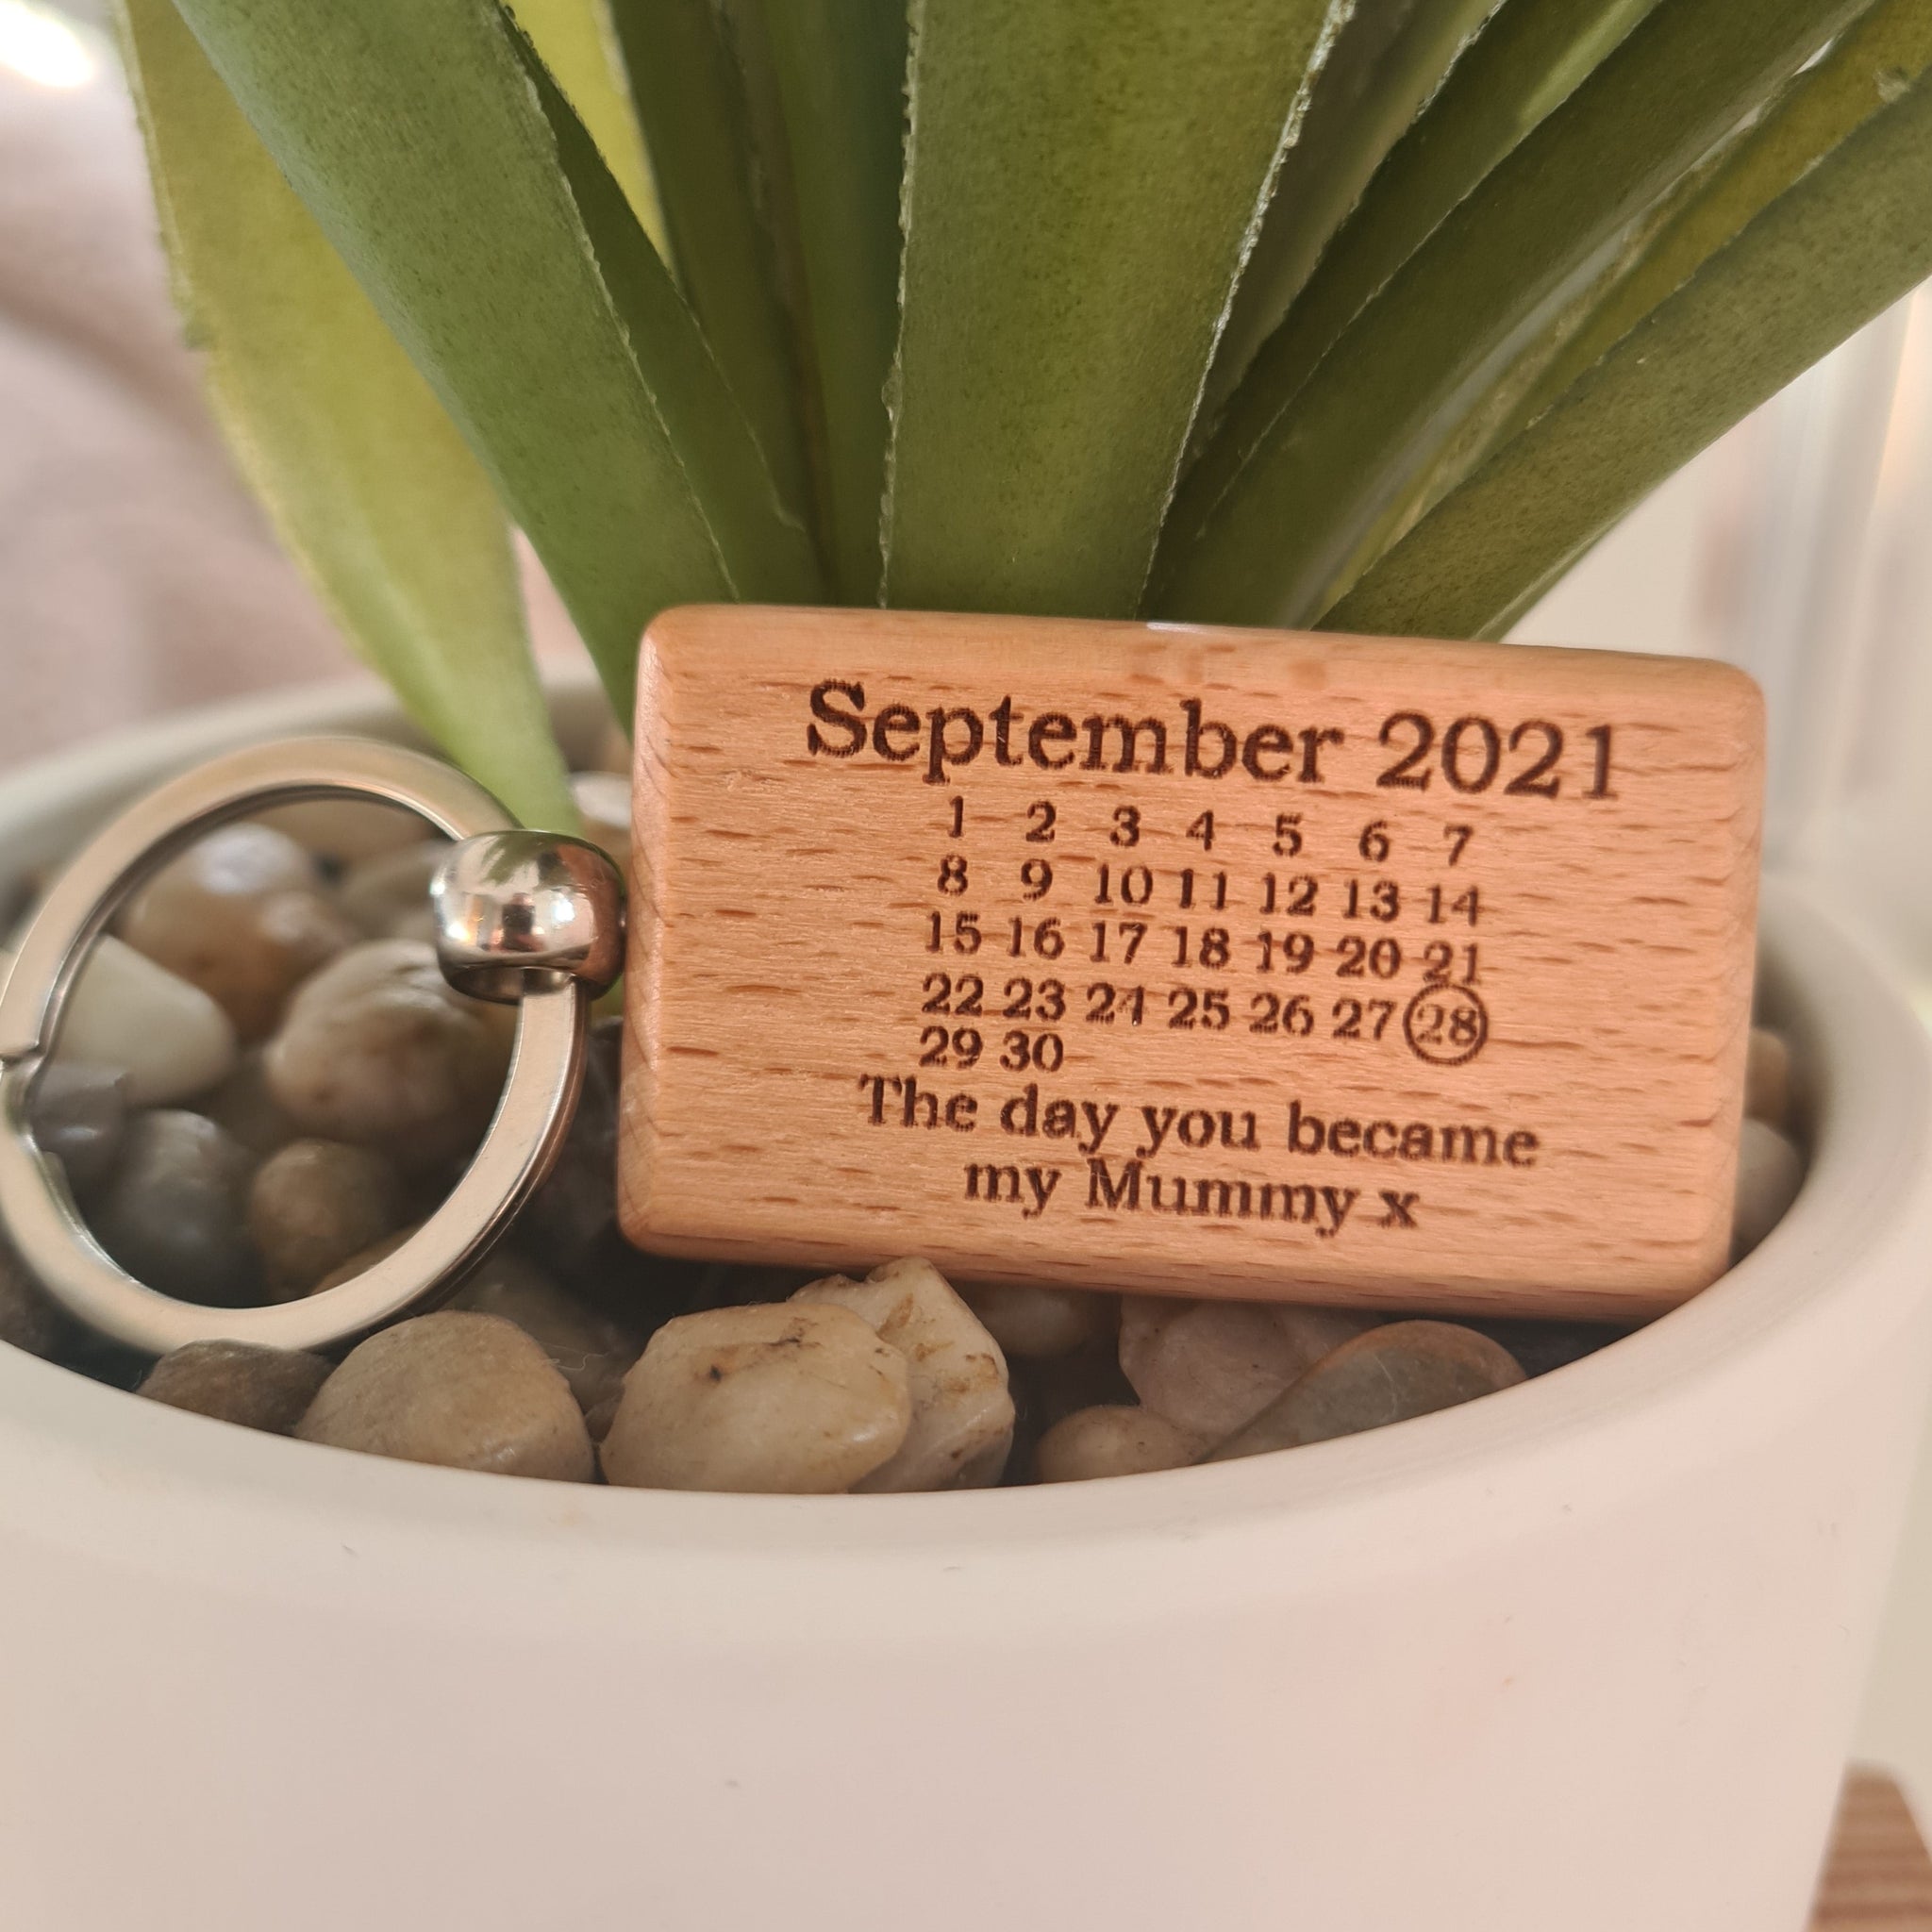 September 2021
1 2 3 4 5 6 7
8 9 10 11 12 13 14
15 16 17 18 19 20 21
22 23 24 25 26 27 28
29 30
The day you became
my Mummy x